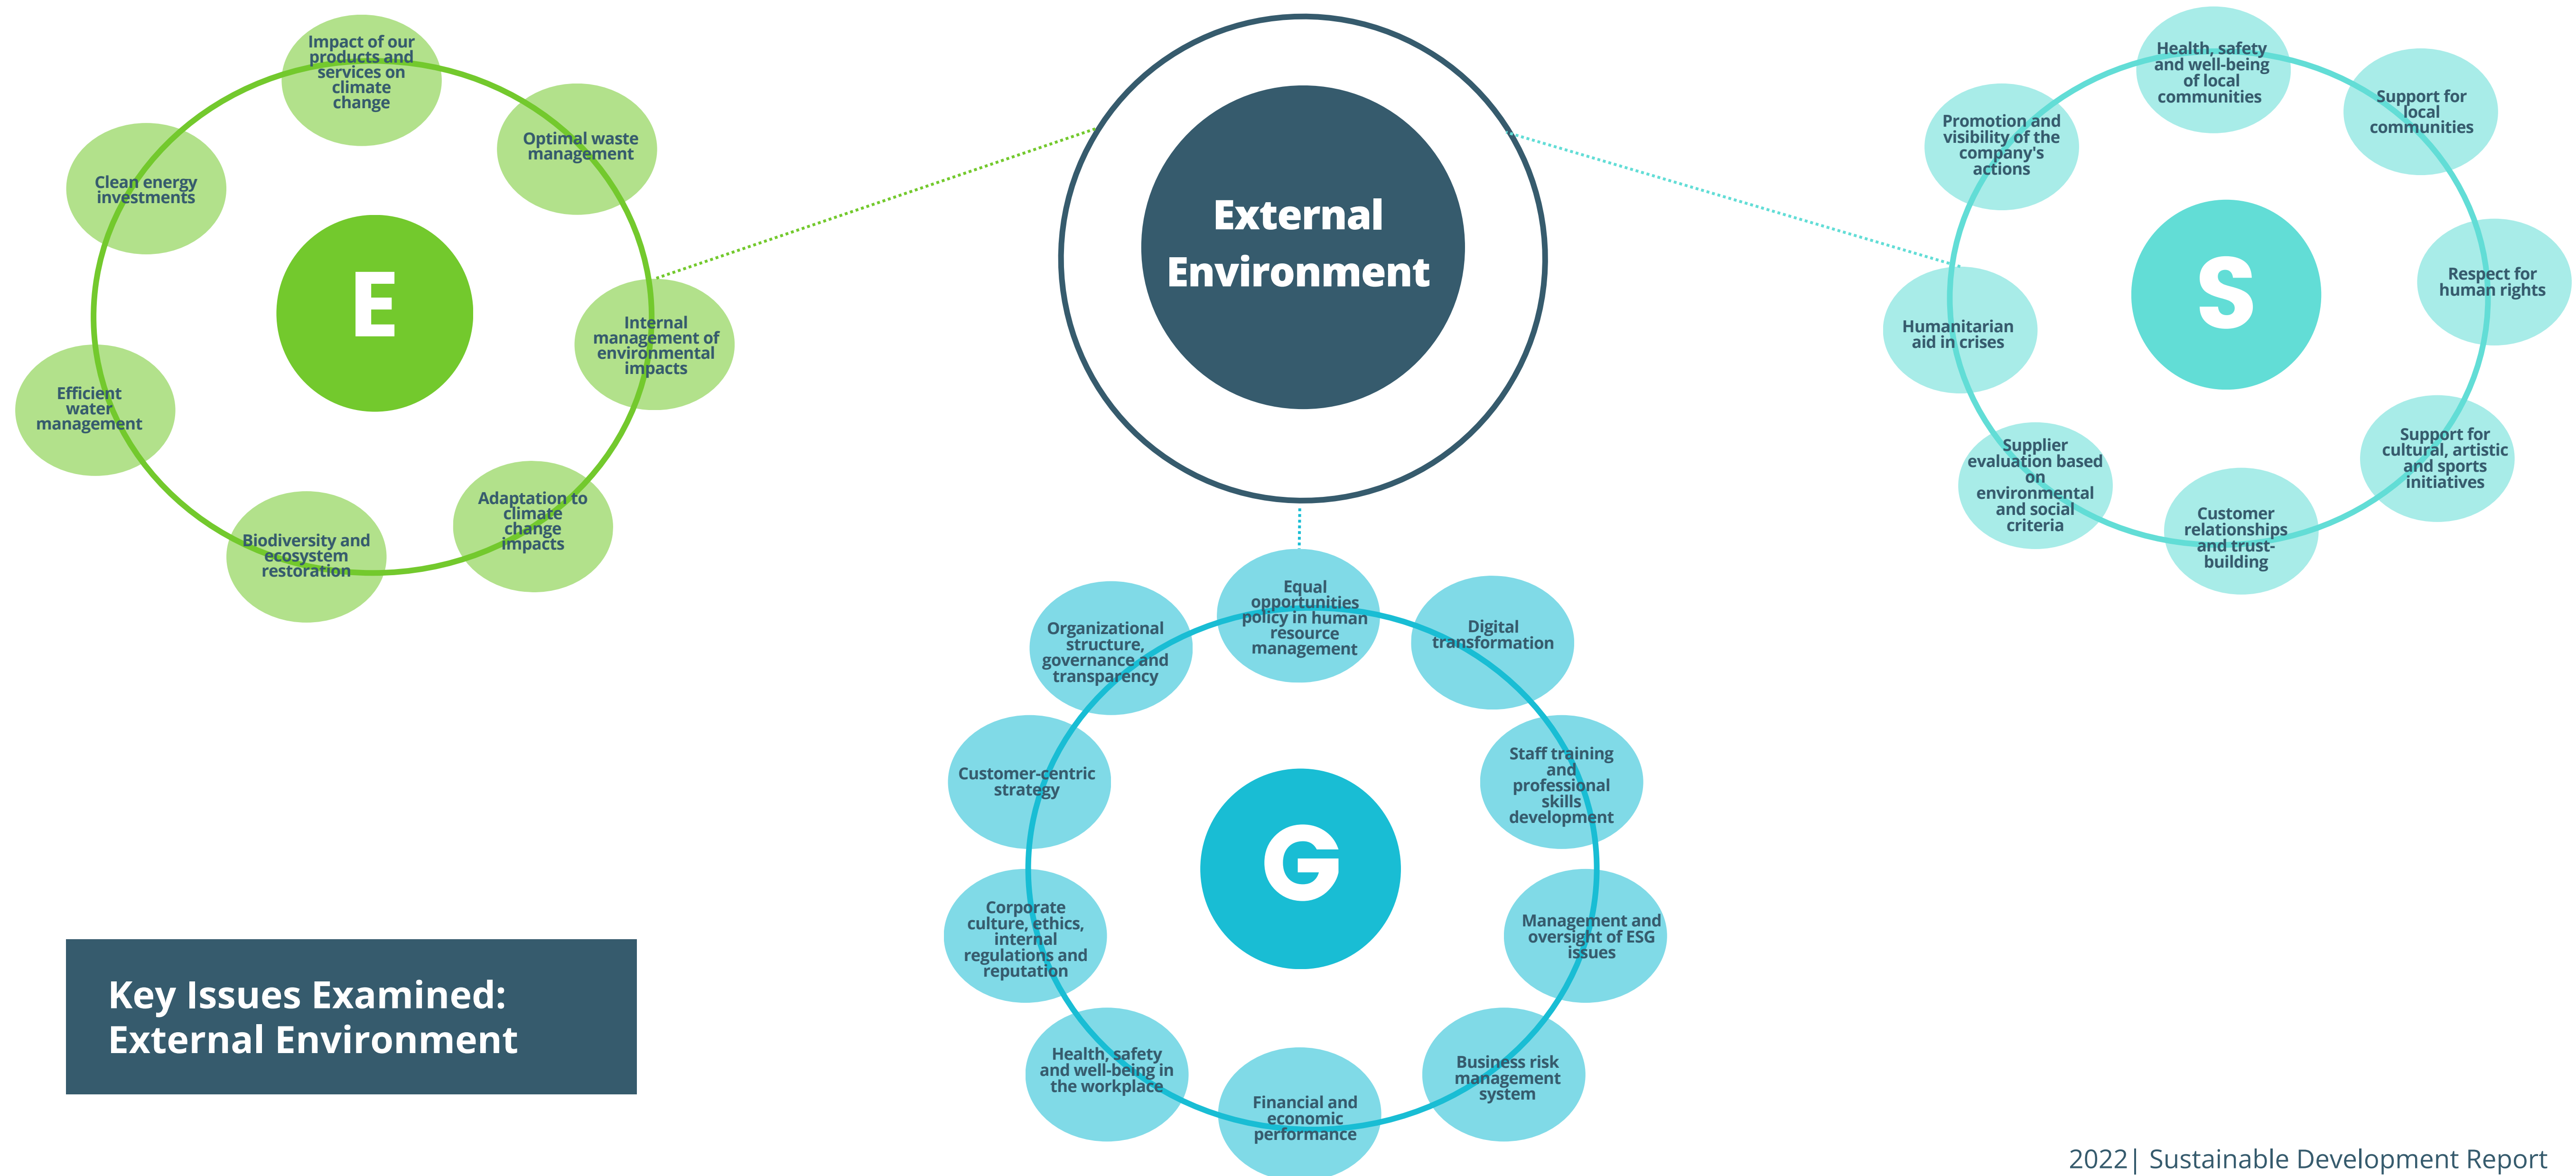 Impact of our
products and
services on
climate
change
Optimal waste
management
Clean energy
investments
E
Internal
management of
environmental
impacts
Efficient
water
management
Adaptation to
climate
change
impacts
Biodiversity and
ecosystem
restoration
External
Environment
Health, safety
and well-being
of local
communities
Support for
local
communities
Promotion and
visibility of the
company's
actions
S
Respect for
human rights
Humanitarian
aid in crises
Support for
cultural, artistic
and sports
initiatives
Supplier
evaluation based
on
environmental
and social
criteria
Customer
relationships
and trust-
building
Equal
opportunities
policy in human
resource
management
Organizational
structure,
governance and
transparency
Digital
transformation
Customer-centric
strategy
Staff training
and
professional
skills
development
G
Corporate
culture, ethics,
internal
regulations and
reputation
Management and
oversight of ESG
issues
Health, safety
and well-being in
the workplace
Business risk
management
system
Financial and
economic
performance
Key Issues Examined:
External Environment
2022| Sustainable Development Report